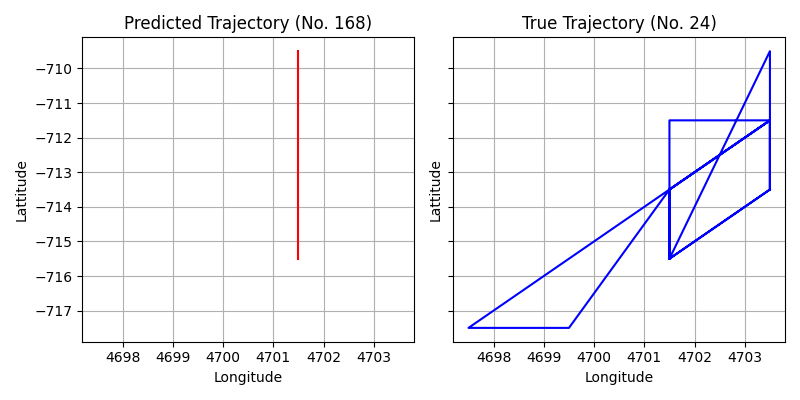 Predicted Trajectory (No. 168)
True Trajectory (No. 24)
−710
−711
−712
−713
−714
−715
−716
−717
Lattitude
Lattitude
4698 4699 4700 4701 4702 4703
4698 4699 4700 4701 4702 4703
Longitude
Longitude